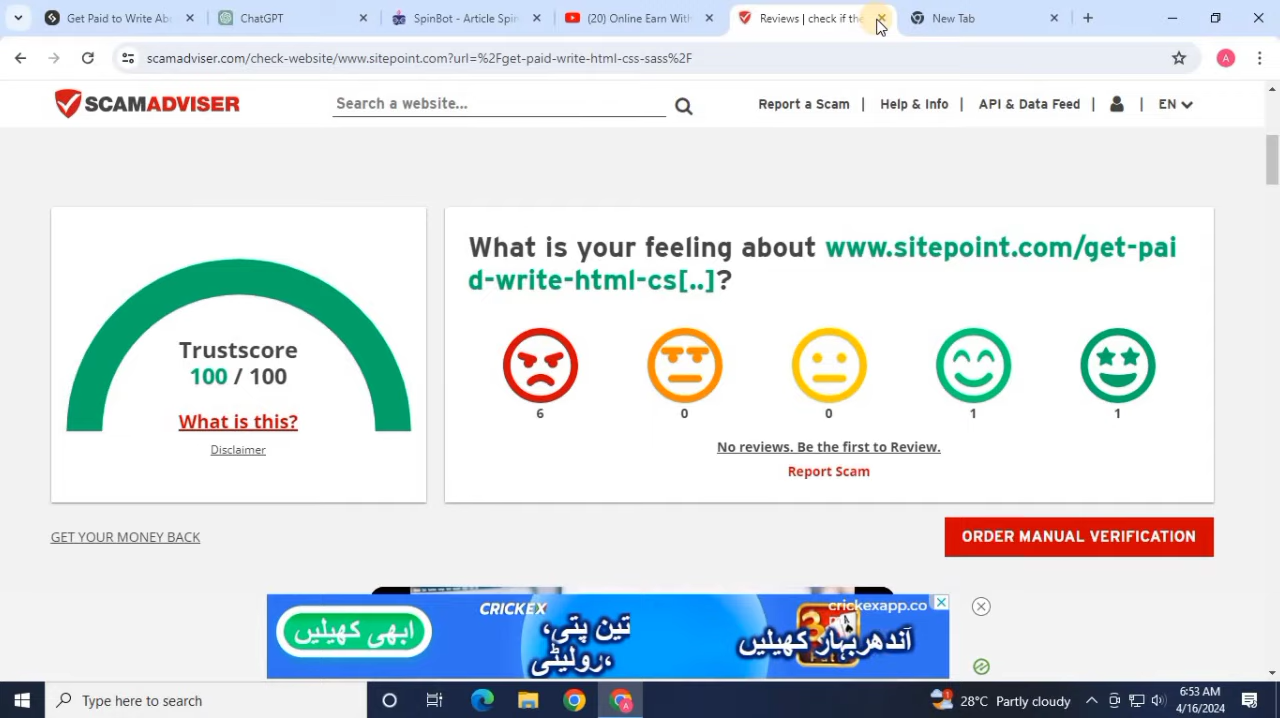 Get Paid to Write Abo
ChatGPT
SpinBot - Article Spin
(20) Online Earn With
Reviews | check if the
New Tab
scamadviser.com/check-website/www.sitepoint.com?url=%2Fget-paid-write-html-css-sass%2F
A
SCAMADVISER
Search a website...
Report a Scam | Help & Info | API & Data Feed | | EN
Trustscore
100 / 100
What is this?
Disclaimer
What is your feeling about www.sitepoint.com/get-pai
d-write-html-cs[..]?
6
0
0
1
1
No reviews. Be the first to Review.
Report Scam
GET YOUR MONEY BACK
ORDER MANUAL VERIFICATION
CRICKEX
crickexapp.co
ابھی کھیلیں
تین پتی،
رولیٹی،
آندھر بہار کھیلیں
3
A
Type here to search
A
1
28°C Partly cloudy
6:53 AM
4/16/2024